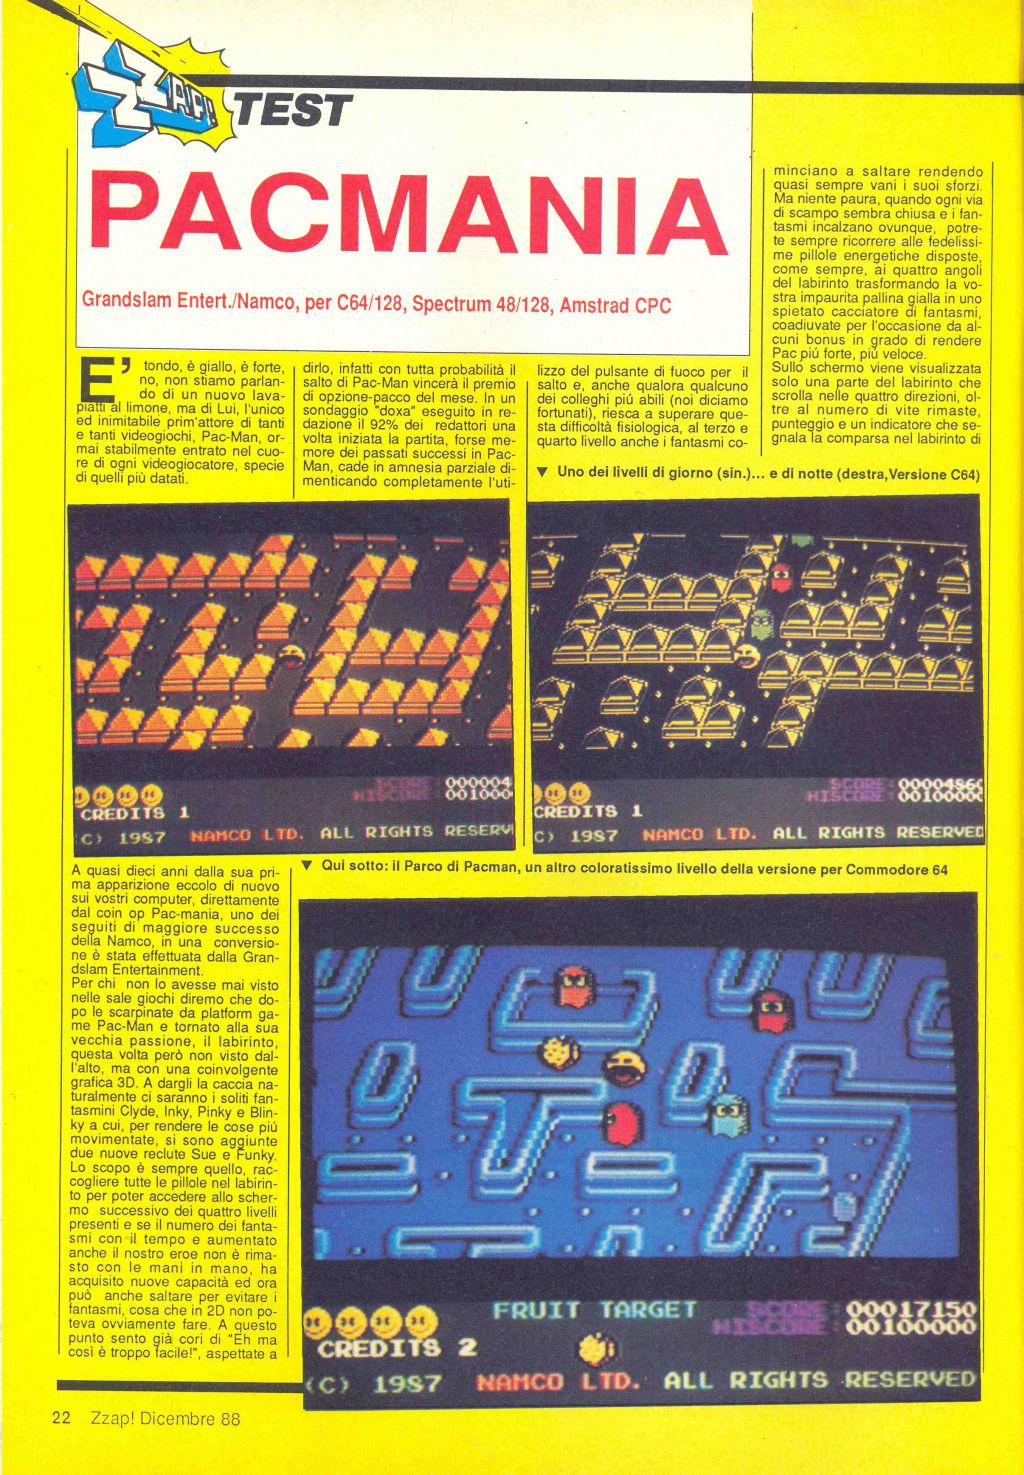 ZZAP!
TEST
PACMANIA
Grandslam Entert./Namco, per C64/128, Spectrum 48/128, Amstrad CPC
E' tondo, è giallo, è forte,
no, non stiamo parlan-
do di un nuovo lava-
piatti al limone, ma di Lui, l'unico
ed inimitabile prim'attore di tanti
e tanti videogiochi, Pac-Man, or-
mai stabilmente entrato nel cuo-
re di ogni videogiocatore, specie
di quelli più datati.
A quasi dieci anni dalla sua pri-
ma apparizione eccolo di nuovo
sui vostri computer, direttamente
dal coin op Pac-mania, uno dei
seguiti di maggiore successo
della Namco, in una conversio-
ne è stata effettuata dalla Gran-
dslam Entertainment.
Per chi non lo avesse mai visto
nelle sale giochi diremo che do-
po le scarpinate da platform ga-
me Pac-Man e tornato alla sua
vecchia passione, il labirinto,
questa volta però non visto dal-
l'alto, ma con una coinvolgente
grafica 3D. A dargli la caccia na-
turalmente ci saranno i soliti fan-
tasmini Clyde, Inky, Pinky e Blin-
ky a cui, per rendere le cose piú
movimentate, si sono aggiunte
due nuove reclute Sue e Funky.
Lo scopo è sempre quello, rac-
cogliere tutte le pillole nel labirin-
to per poter accedere allo scher-
mo successivo dei quattro livelli
presenti e se il numero dei fanta-
smi con il tempo e aumentato
anche il nostro eroe non è rima-
sto con le mani in mano, ha
acquisito nuove capacità ed ora
può anche saltare per evitare i
fantasmi, cosa che in 2D non po-
teva ovviamente fare. A questo
punto sento già cori di "Eh ma
così è troppo facile!", aspettate a
dirlo, infatti con tutta probabilità il
salto di Pac-Man vincerà il premio
di opzione-pacco del mese. In un
sondaggio "doxa" eseguito in re-
dazione il 92% dei redattori una
volta iniziata la partita, forse me-
more dei passati successi in Pac-
Man, cade in amnesia parziale di-
menticando completamente l'uti-
lizzo del pulsante di fuoco per il
salto e, anche qualora qualcuno
dei colleghi piú abili (noi diciamo
fortunati), riesca a superare que-
sta difficoltà fisiologica, al terzo e
quarto livello anche i fantasmi co-
minciano a saltare rendendo
quasi sempre vani i suoi sforzi.
Ma niente paura, quando ogni via
di scampo sembra chiusa e i fan-
tasmi incalzano ovunque, potre-
te sempre ricorrere alle fedelissi-
me pillole energetiche disposte,
come sempre, ai quattro angoli
del labirinto trasformando la vo-
stra impaurita pallina gialla in uno
spietato cacciatore di fantasmi,
coadiuvate per l'occasione da al-
cuni bonus in grado di rendere
Pac piú forte, più veloce.
Sullo schermo viene visualizzata
solo una parte del labirinto che
scrolla nelle quattro direzioni, ol-
tre al numero di vite rimaste,
punteggio e un indicatore che se-
gnala la comparsa nel labirinto di
▼ Uno dei livelli di giorno (sin.)... e di notte (destra,Versione C64)
SCORE: 000004
HISCORE 001000
CREDITS 1
(C) 1987 NAMCO LTD. ALL RIGHTS RESERV
SCORE: 0000486
HISCORE: 0010000
CREDITS 1
C) 1987 NAMCO LTD. ALL RIGHTS RESERVED
▼ Qui sotto: il Parco di Pacman, un altro coloratissimo livello della versione per Commodore 64
FRUIT TARGET SCORE: 00017150
HISCORE: 00100000
CREDITS 2
(C) 1987 NAMCO LTD. ALL RIGHTS RESERVED
22 Zzap! Dicembre 88